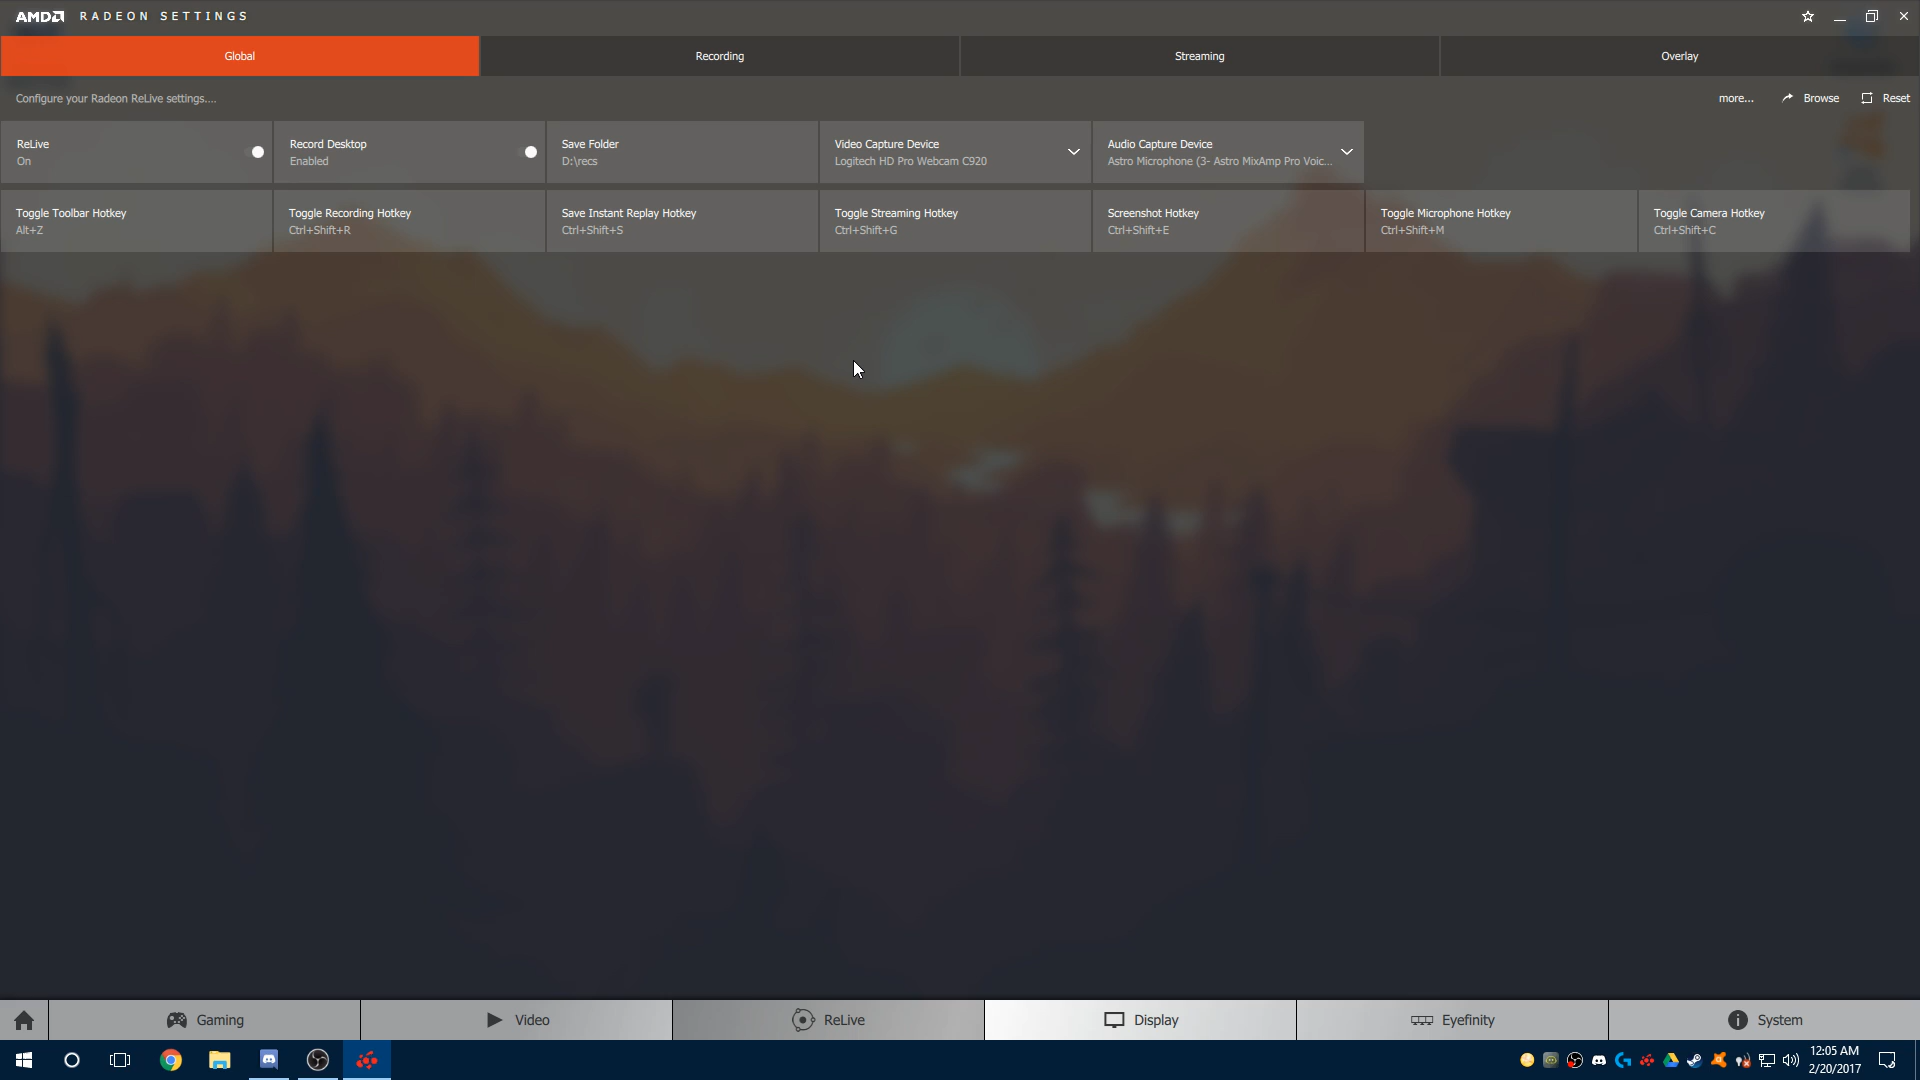 AMD RADEON SETTINGS
Global Recording Streaming Overlay
Configure your Radeon ReLive settings.... more... Browse Reset
ReLive Record Desktop Save Folder Video Capture Device Audio Capture Device
On Enabled D:\recs Logitech HD Pro Webcam C920 Astro Microphone (3- Astro MixAmp Pro Voic...
Toggle Toolbar Hotkey Toggle Recording Hotkey Save Instant Replay Hotkey Toggle Streaming Hotkey Screenshot Hotkey Toggle Microphone Hotkey Toggle Camera Hotkey
Alt+Z Ctrl+Shift+R Ctrl+Shift+S Ctrl+Shift+G Ctrl+Shift+E Ctrl+Shift+M Ctrl+Shift+C
Gaming Video ReLive Display Eyefinity System
12:05 AM
2/20/2017